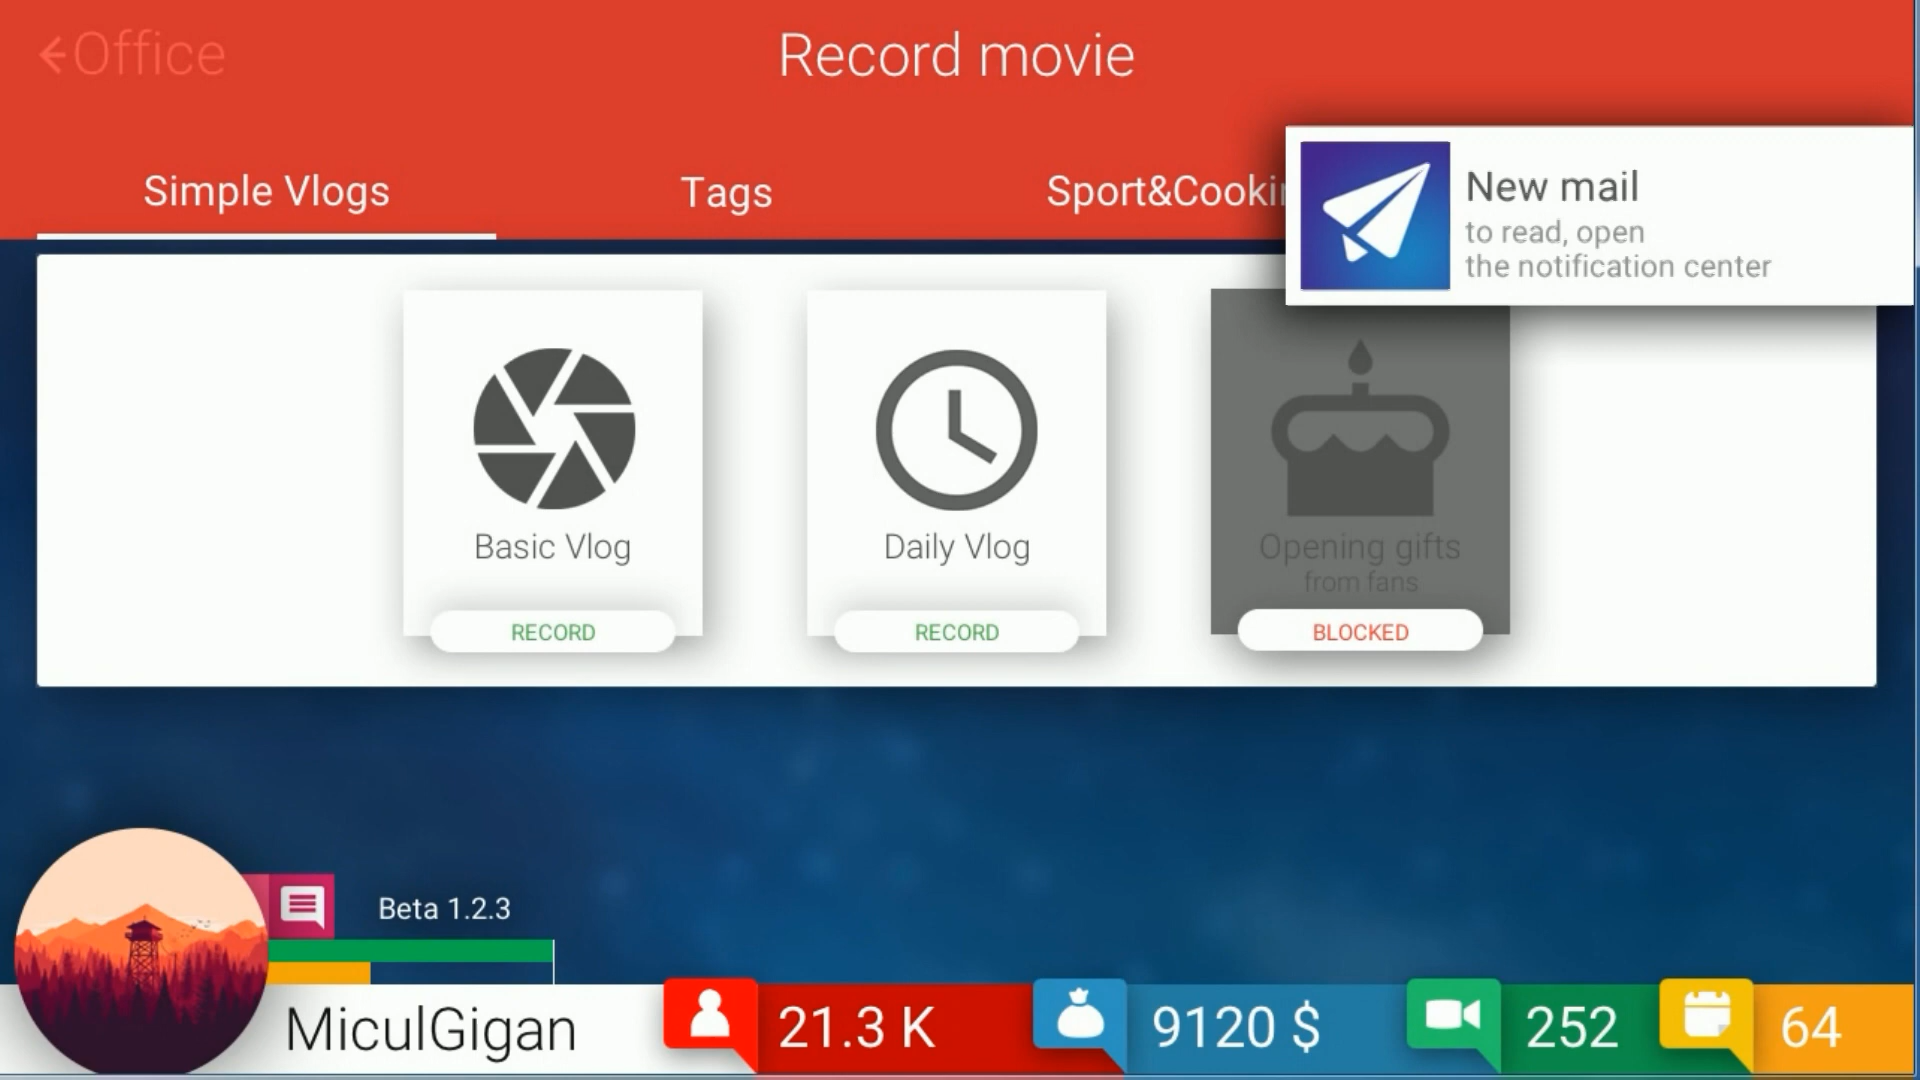 Office
Record movie
Simple Vlogs
Tags
Sport&Cookin
New mail
to read, open
the notification center
Basic Vlog
RECORD
Daily Vlog
RECORD
Opening gifts
from fans
BLOCKED
Beta 1.2.3
MiculGigan
21.3 K
9120 $
252
64